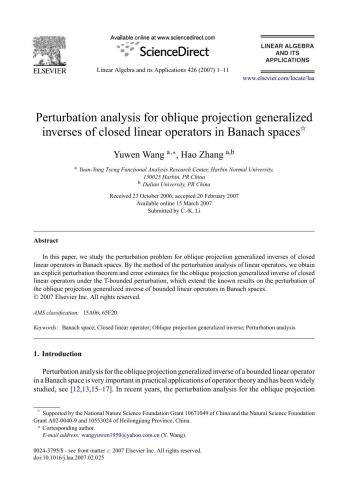 Available online at www.sciencedirect.com
ScienceDirect
ELSEVIER
Linear Algebra and its Applications 426 (2007) 1–11
LINEAR ALGEBRA
AND ITS
APPLICATIONS
www.elsevier.com/locate/laa
Perturbation analysis for oblique projection generalized
inverses of closed linear operators in Banach spaces☆
Yuwen Wang a,*, Hao Zhang a,b
a Yuan-Yung Tseng Functional Analysis Research Center, Harbin Normal University,
150025 Harbin, PR China
b Dalian University, PR China
Received 23 October 2006; accepted 20 February 2007
Available online 15 March 2007
Submitted by C.-K. Li
Abstract
In this paper, we study the perturbation problem for oblique projection generalized inverses of closed
linear operators in Banach spaces. By the method of the perturbation analysis of linear operators, we obtain
an explicit perturbation theorem and error estimates for the oblique projection generalized inverse of closed
linear operators under the T-bounded perturbation, which extend the known results on the perturbation of
the oblique projection generalized inverse of bounded linear operators in Banach spaces.
© 2007 Elsevier Inc. All rights reserved.
AMS classification: 15A06; 65F20
Keywords: Banach space; Closed linear operator; Oblique projection generalized inverse; Perturbation analysis
1. Introduction
Perturbation analysis for the oblique projection generalized inverse of a bounded linear operator
in a Banach space is very important in practical applications of operator theory and has been widely
studied, see [12,13,15–17]. In recent years, the perturbation analysis for the oblique projection
☆ Supported by the National Nature Science Foundation Grant 10671049 of China and the Natural Science Foundation
Grant A02-0040-9 and 10553024 of Heilongjiang Province, China.
* Corresponding author.
E-mail address: wangyuwen1950@yahoo.com.cn (Y. Wang).
0024-3795/$ - see front matter © 2007 Elsevier Inc. All rights reserved.
doi:10.1016/j.laa.2007.02.025